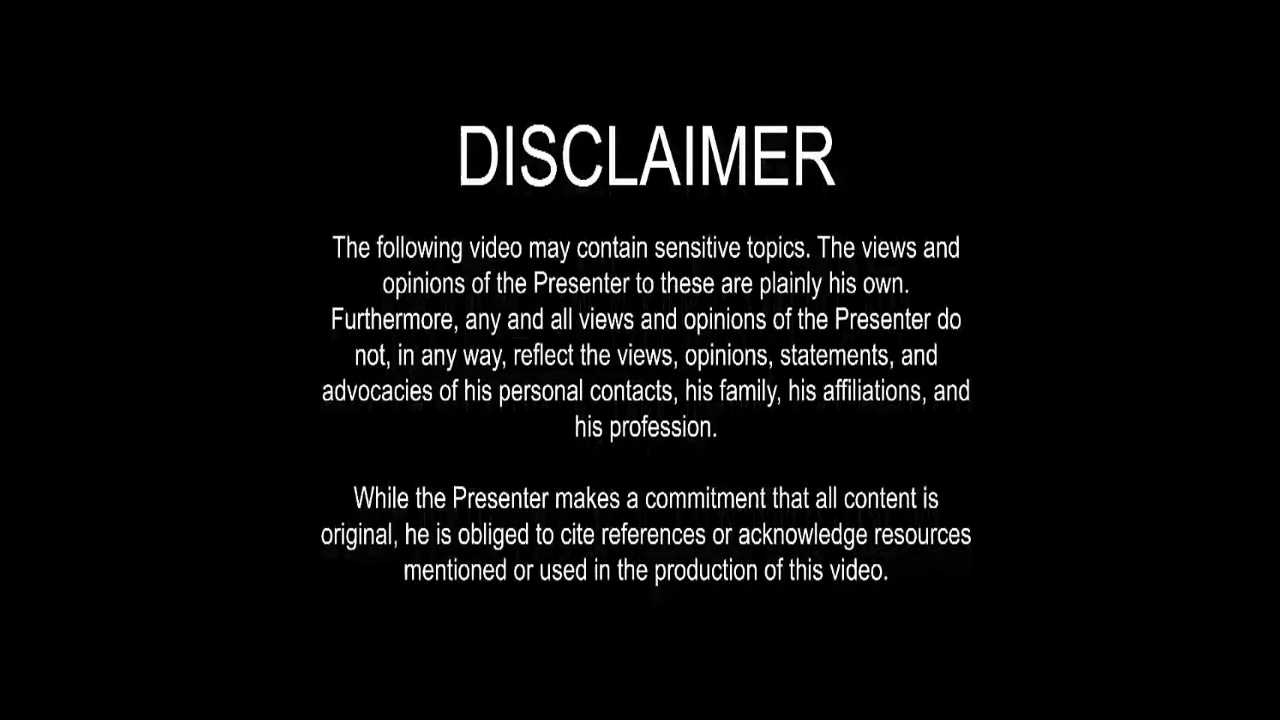 DISCLAIMER
The following video may contain sensitive topics. The views and
opinions of the Presenter to these are plainly his own.
Furthermore, any and all views and opinions of the Presenter do
not, in any way, reflect the views, opinions, statements, and
advocacies of his personal contacts, his family, his affiliations, and
his profession.
While the Presenter makes a commitment that all content is
original, he is obliged to cite references or acknowledge resources
mentioned or used in the production of this video.